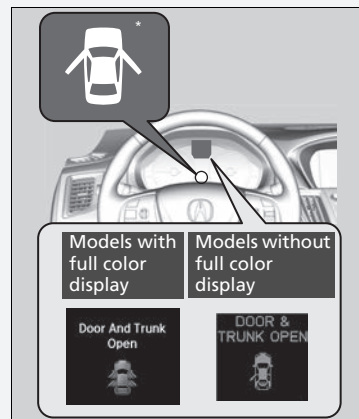 *
Models with
full color
display
Models without
full color
display
Door And Trunk
Open
DOOR &
TRUNK OPEN